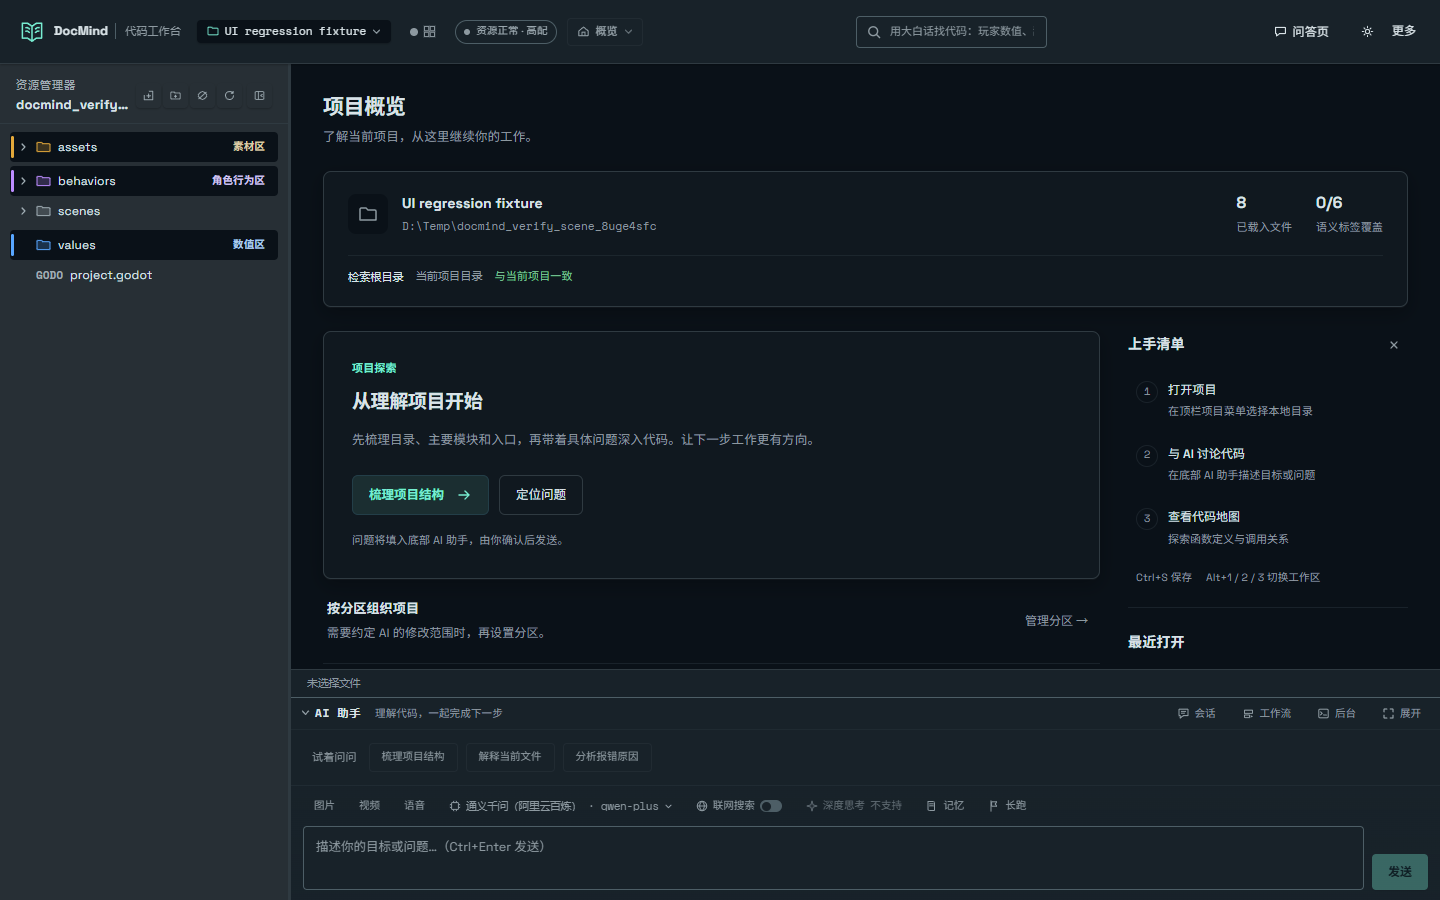 DocMind 代码工作台 UI regression fixture 资源正常·高配 概览 用大白话找代码：玩家数值、 问答页 更多
资源管理器
docmind_verify...
assets 素材区
behaviors 角色行为区
scenes
values 数值区
GODO project.godot
项目概览
了解当前项目，从这里继续你的工作。
UI regression fixture
D:\Temp\docmind_verify_scene_8uge4sfc
8
已载入文件
0/6
语义标签覆盖
检索根目录 当前项目目录 与当前项目一致
项目探索
从理解项目开始
先梳理目录、主要模块和入口，再带着具体问题深入代码。让下一步工作更有方向。
梳理项目结构 → 定位问题
问题将填入底部 AI 助手，由你确认后发送。
按分区组织项目
需要约定 AI 的修改范围时，再设置分区。
管理分区 →
上手清单 ×
1 打开项目
在顶栏项目菜单选择本地目录
2 与 AI 讨论代码
在底部 AI 助手描述目标或问题
3 查看代码地图
探索函数定义与调用关系
Ctrl+S 保存 Alt+1 / 2 / 3 切换工作区
最近打开
未选择文件
AI 助手 理解代码，一起完成下一步 会话 工作流 后台 展开
试着问问 梳理项目结构 解释当前文件 分析报错原因
图片 视频 语音 通义千问（阿里云百炼） · qwen-plus 联网搜索 深度思考 不支持 记忆 长跑
描述你的目标或问题…（Ctrl+Enter 发送）
发送